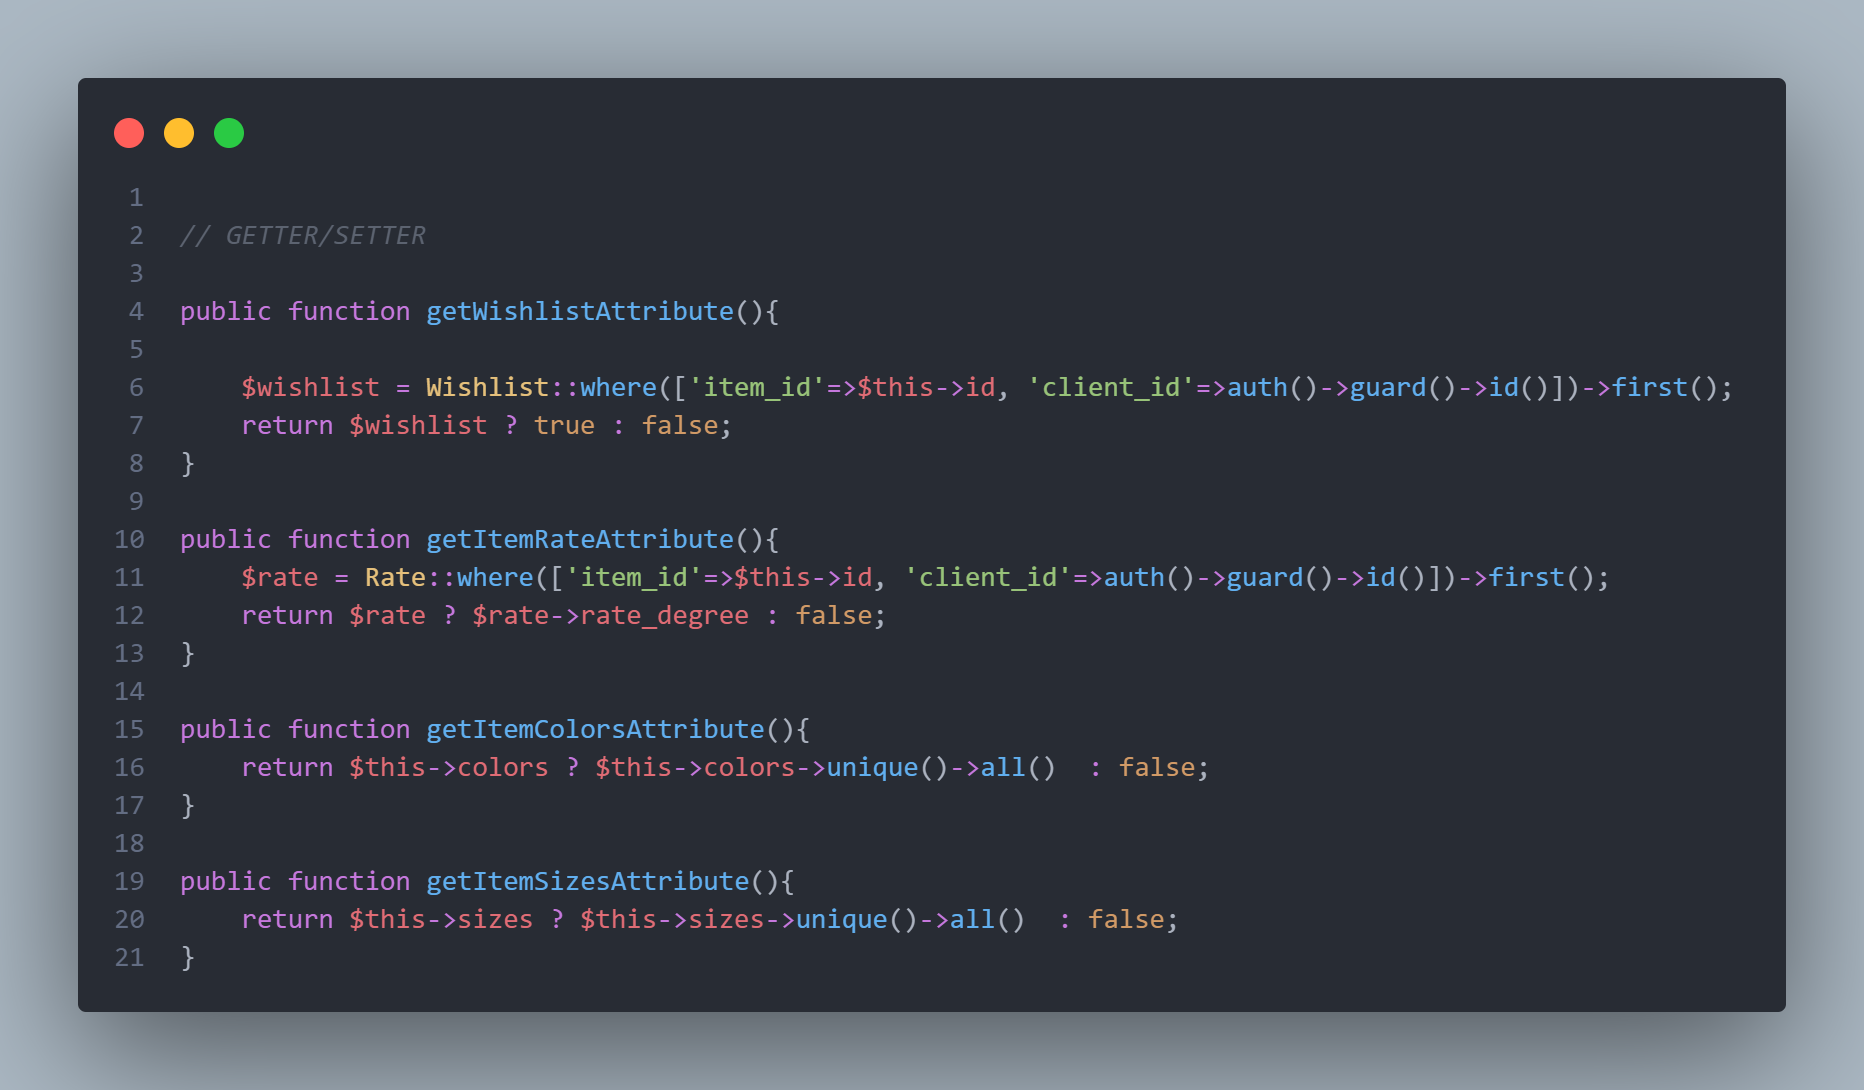 1
2 // GETTER/SETTER
3
4 public function getWishlistAttribute(){
5
6     $wishlist = Wishlist::where(['item_id'=>$this->id, 'client_id'=>auth()->guard()->id()])->first();
7     return $wishlist ? true : false;
8 }
9
10 public function getItemRateAttribute(){
11     $rate = Rate::where(['item_id'=>$this->id, 'client_id'=>auth()->guard()->id()])->first();
12     return $rate ? $rate->rate_degree : false;
13 }
14
15 public function getItemColorsAttribute(){
16     return $this->colors ? $this->colors->unique()->all()  : false;
17 }
18
19 public function getItemSizesAttribute(){
20     return $this->sizes ? $this->sizes->unique()->all()  : false;
21 }